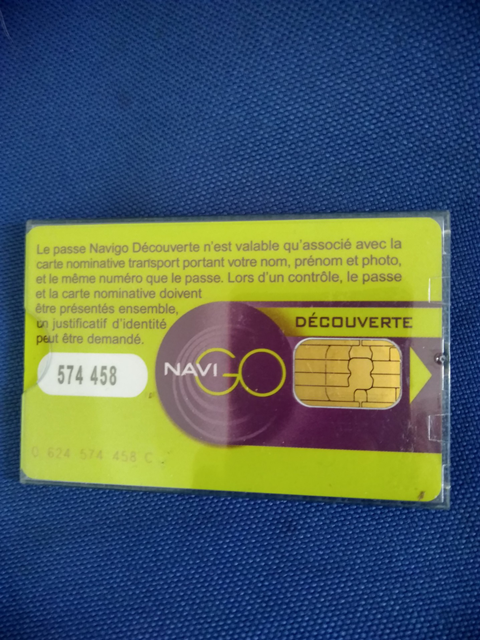 Le passe Navigo Découverte n'est valable qu'associé avec la
carte nominative transport portant votre nom, prénom et photo,
et le même numéro que le passe. Lors d'un contrôle, le passe
et la carte nominative doivent
être présentés ensemble,
un justificatif d'identité
peut être demandé.
DÉCOUVERTE
574 458
NAVIGO
0 624 574 458 C